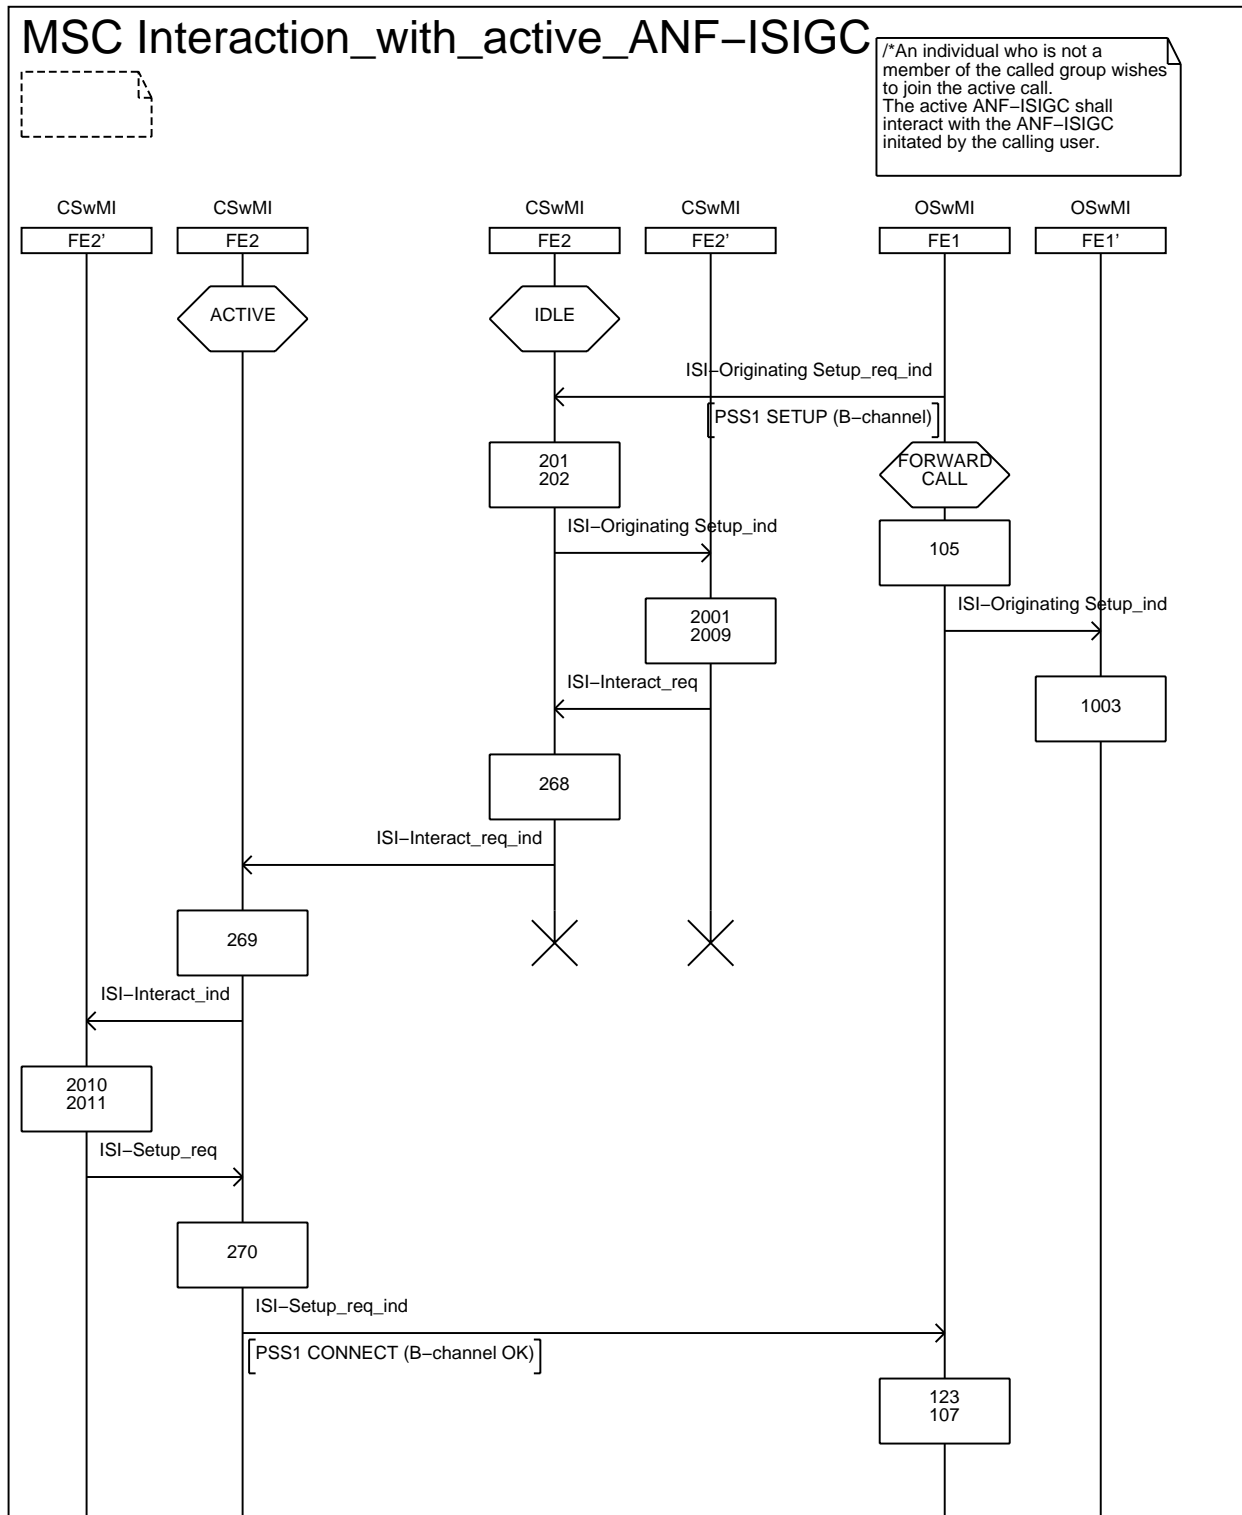 MSC Interaction_with_active_ANF−ISIGC
/*An individual who is not a
member of the called group wishes
to join the active call.
The active ANF−ISIGC shall
interact with the ANF−ISIGC
initated by the calling user.
CSwMI CSwMI CSwMI CSwMI OSwMI OSwMI
FE2' FE2 FE2 FE2' FE1 FE1'
ACTIVE IDLE
ISI−Originating Setup_req_ind
PSS1 SETUP (B−channel)
201
202
FORWARD
CALL
ISI−Originating Setup_ind
105
ISI−Originating Setup_ind
2001
2009
ISI−Interact_req
1003
268
ISI−Interact_req_ind
269
ISI−Interact_ind
2010
2011
ISI−Setup_req
270
ISI−Setup_req_ind
PSS1 CONNECT (B−channel OK)
123
107